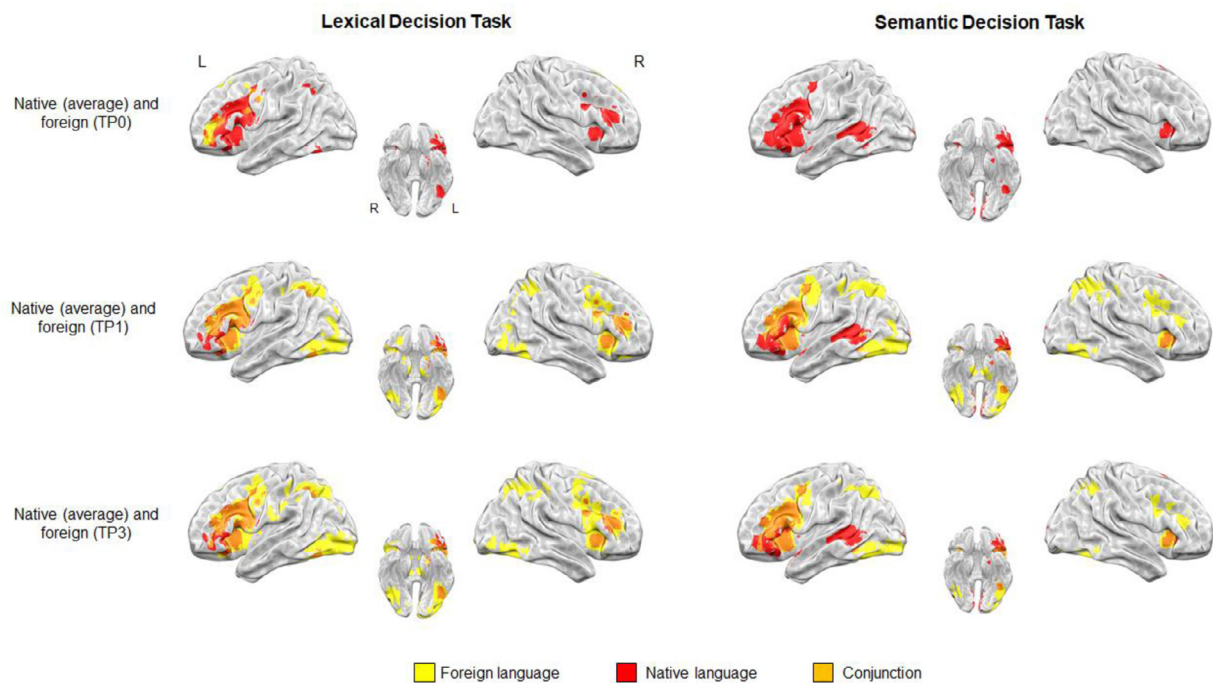 Lexical Decision Task
Semantic Decision Task
L
R
Native (average) and
foreign (TP0)
R
L
Native (average) and
foreign (TP1)
Native (average) and
foreign (TP3)
Foreign language
Native language
Conjunction